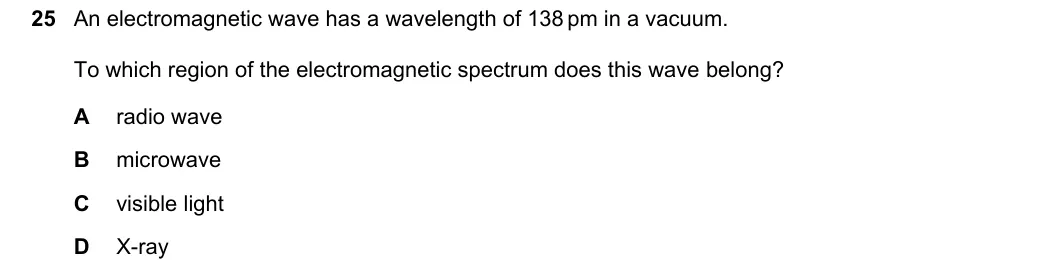 25 An electromagnetic wave has a wavelength of 138 pm in a vacuum.
To which region of the electromagnetic spectrum does this wave belong?
A radio wave
B microwave
C visible light
D X-ray